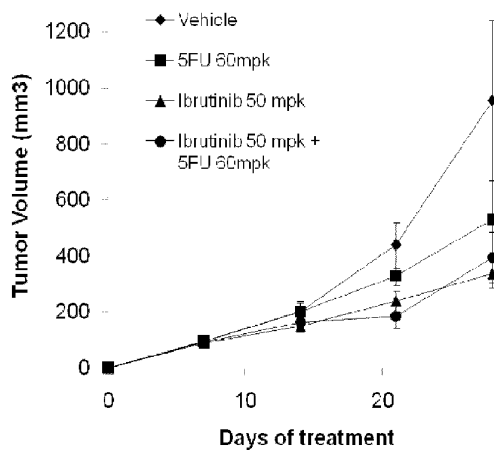 Vehicle
5FU 60mpk
Ibrutinib 50 mpk
Ibrutinib 50 mpk +
5FU 60mpk
1200
1000
800
600
400
200
0
Tumor Volume (mm3)
0
10
20
Days of treatment